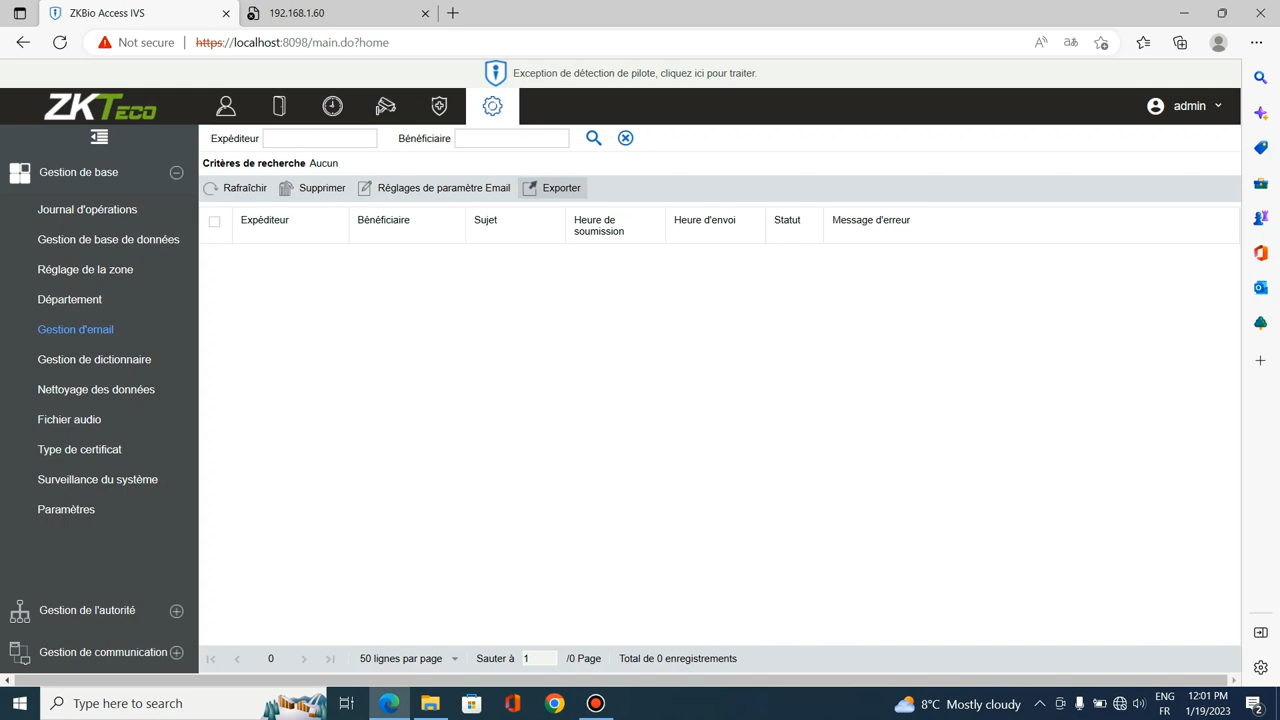 ZKBio Access IVS
192.168.1.60
Not secure
https://localhost:8098/main.do?home
Exception de détection de pilote, cliquez ici pour traiter.
ZKTeco
admin
Expéditeur
Bénéficiaire
Critères de recherche Aucun
Rafraîchir
Supprimer
Réglages de paramètre Email
Exporter
Expéditeur
Bénéficiaire
Sujet
Heure de
soumission
Heure d'envoi
Statut
Message d'erreur
Gestion de base
Journal d'opérations
Gestion de base de données
Réglage de la zone
Département
Gestion d'email
Gestion de dictionnaire
Nettoyage des données
Fichier audio
Type de certificat
Surveillance du système
Paramètres
Gestion de l'autorité
Gestion de communication
0
50 lignes par page
Sauter à
1
/0 Page
Total de 0 enregistrements
Type here to search
8°C Mostly cloudy
ENG
FR
12:01 PM
1/19/2023
2